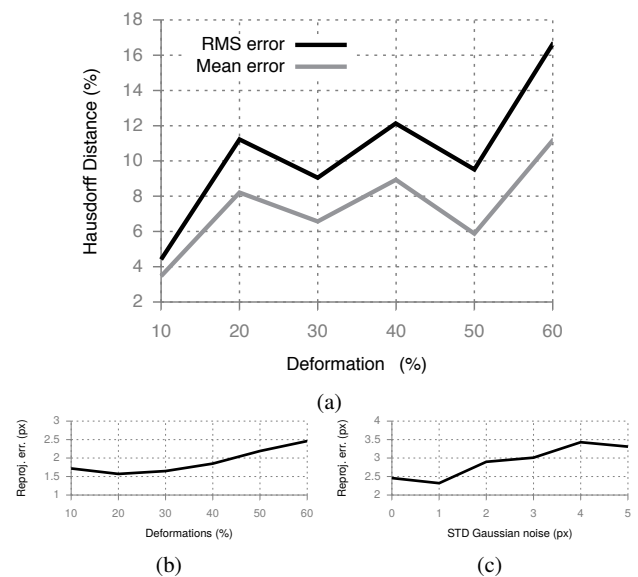 18
16
14
12
10
8
6
4
2
Hausdorff Distance (%)
RMS error
Mean error
10 20 30 40 50 60
Deformation (%)
(a)
3
2.5
2
1.5
1
Reproj. err. (px)
10 20 30 40 50 60
Deformations (%)
(b)
4
3.5
3
2.5
2
Reproj. err. (px)
0 1 2 3 4 5
STD Gaussian noise (px)
(c)